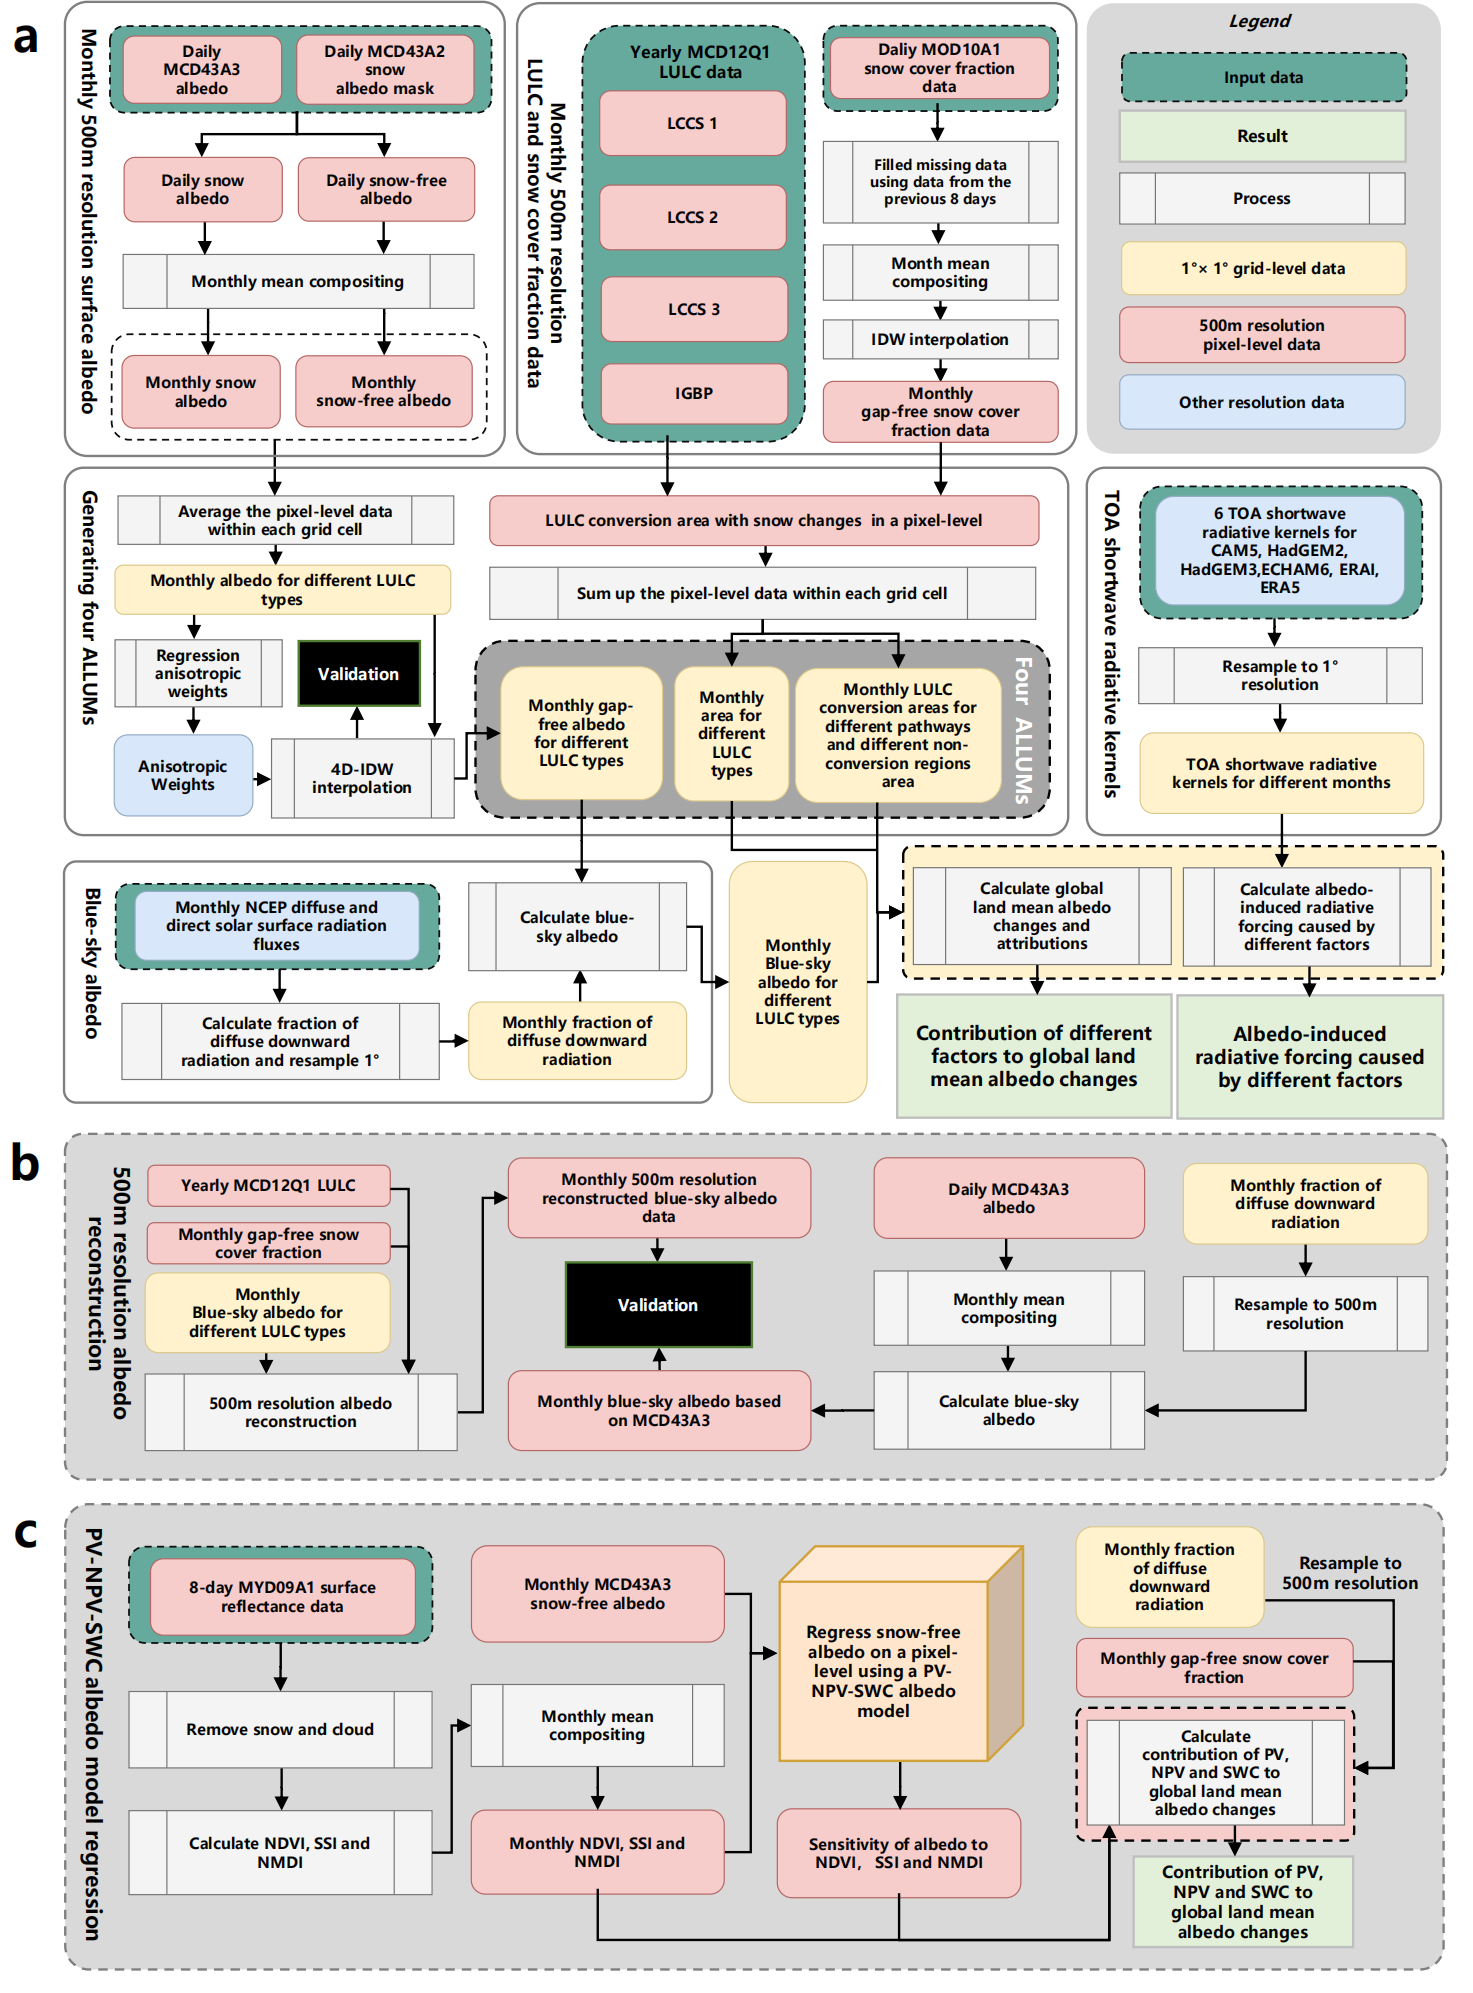 a
Monthly 500m resolution surface albedo
Daily
MCD43A3
albedo
Daily MCD43A2
snow
albedo mask
Daily snow
albedo
Daily snow-free
albedo
Monthly mean compositing
Monthly snow
albedo
Monthly
snow-free albedo
Monthly 500m resolution
LULC and snow cover fraction data
Yearly MCD12Q1
LULC data
LCCS 1
LCCS 2
LCCS 3
IGBP
Daliy MOD10A1
snow cover fraction
data
Filled missing data
using data from the
previous 8 days
Month mean
compositing
IDW interpolation
Monthly
gap-free snow cover
fraction data
Legend
Input data
Result
Process
1°× 1° grid-level data
500m resolution
pixel-level data
Other resolution data
Generating four ALLUMs
Average the pixel-level data
within each grid cell
Monthly albedo for different LULC
types
Regression
anisotropic
weights
Validation
Anisotropic
Weights
4D-IDW
interpolation
LULC conversion area with snow changes in a pixel-level
Sum up the pixel-level data within each grid cell
Four ALLUMs
Monthly gap-
free albedo
for different
LULC types
Monthly
area for
different
LULC
types
Monthly LULC
conversion areas for
different pathways
and different non-
conversion regions
area
TOA shortwave radiative kernels
6 TOA shortwave
radiative kernels for
CAM5, HadGEM2,
HadGEM3,ECHAM6, ERAI,
ERA5
Resample to 1°
resolution
TOA shortwave radiative
kernels for different months
Blue-sky albedo
Monthly NCEP diffuse and
direct solar surface radiation
fluxes
Calculate fraction of
diffuse downward
radiation and resample 1°
Calculate blue-
sky albedo
Monthly fraction of
diffuse downward
radiation
Monthly
Blue-sky
albedo for
different
LULC types
Calculate global
land mean albedo
changes and
attributions
Calculate albedo-
induced radiative
forcing caused by
different factors
Contribution of different
factors to global land
mean albedo changes
Albedo-induced
radiative forcing caused
by different factors
b
500m resolution albedo
reconstruction
Yearly MCD12Q1 LULC
Monthly gap-free snow
cover fraction
Monthly
Blue-sky albedo for
different LULC types
500m resolution albedo
reconstruction
Monthly 500m resolution
reconstructed blue-sky albedo
data
Validation
Monthly blue-sky albedo based
on MCD43A3
Daily MCD43A3
albedo
Monthly mean
compositing
Calculate blue-sky
albedo
Monthly fraction of
diffuse downward
radiation
Resample to 500m
resolution
c
PV-NPV-SWC albedo model regression
8-day MYD09A1 surface
reflectance data
Remove snow and cloud
Calculate NDVI, SSI and
NMDI
Monthly MCD43A3
snow-free albedo
Monthly mean
compositing
Monthly NDVI, SSI and
NMDI
Regress snow-free
albedo on a pixel-
level using a PV-
NPV-SWC albedo
model
Sensitivity of albedo to
NDVI, SSI and NMDI
Monthly fraction
of diffuse
downward
radiation
Resample to
500m resolution
Monthly gap-free snow cover
fraction
Calculate
contribution of PV,
NPV and SWC to
global land mean
albedo changes
Contribution of PV,
NPV and SWC to
global land mean
albedo changes